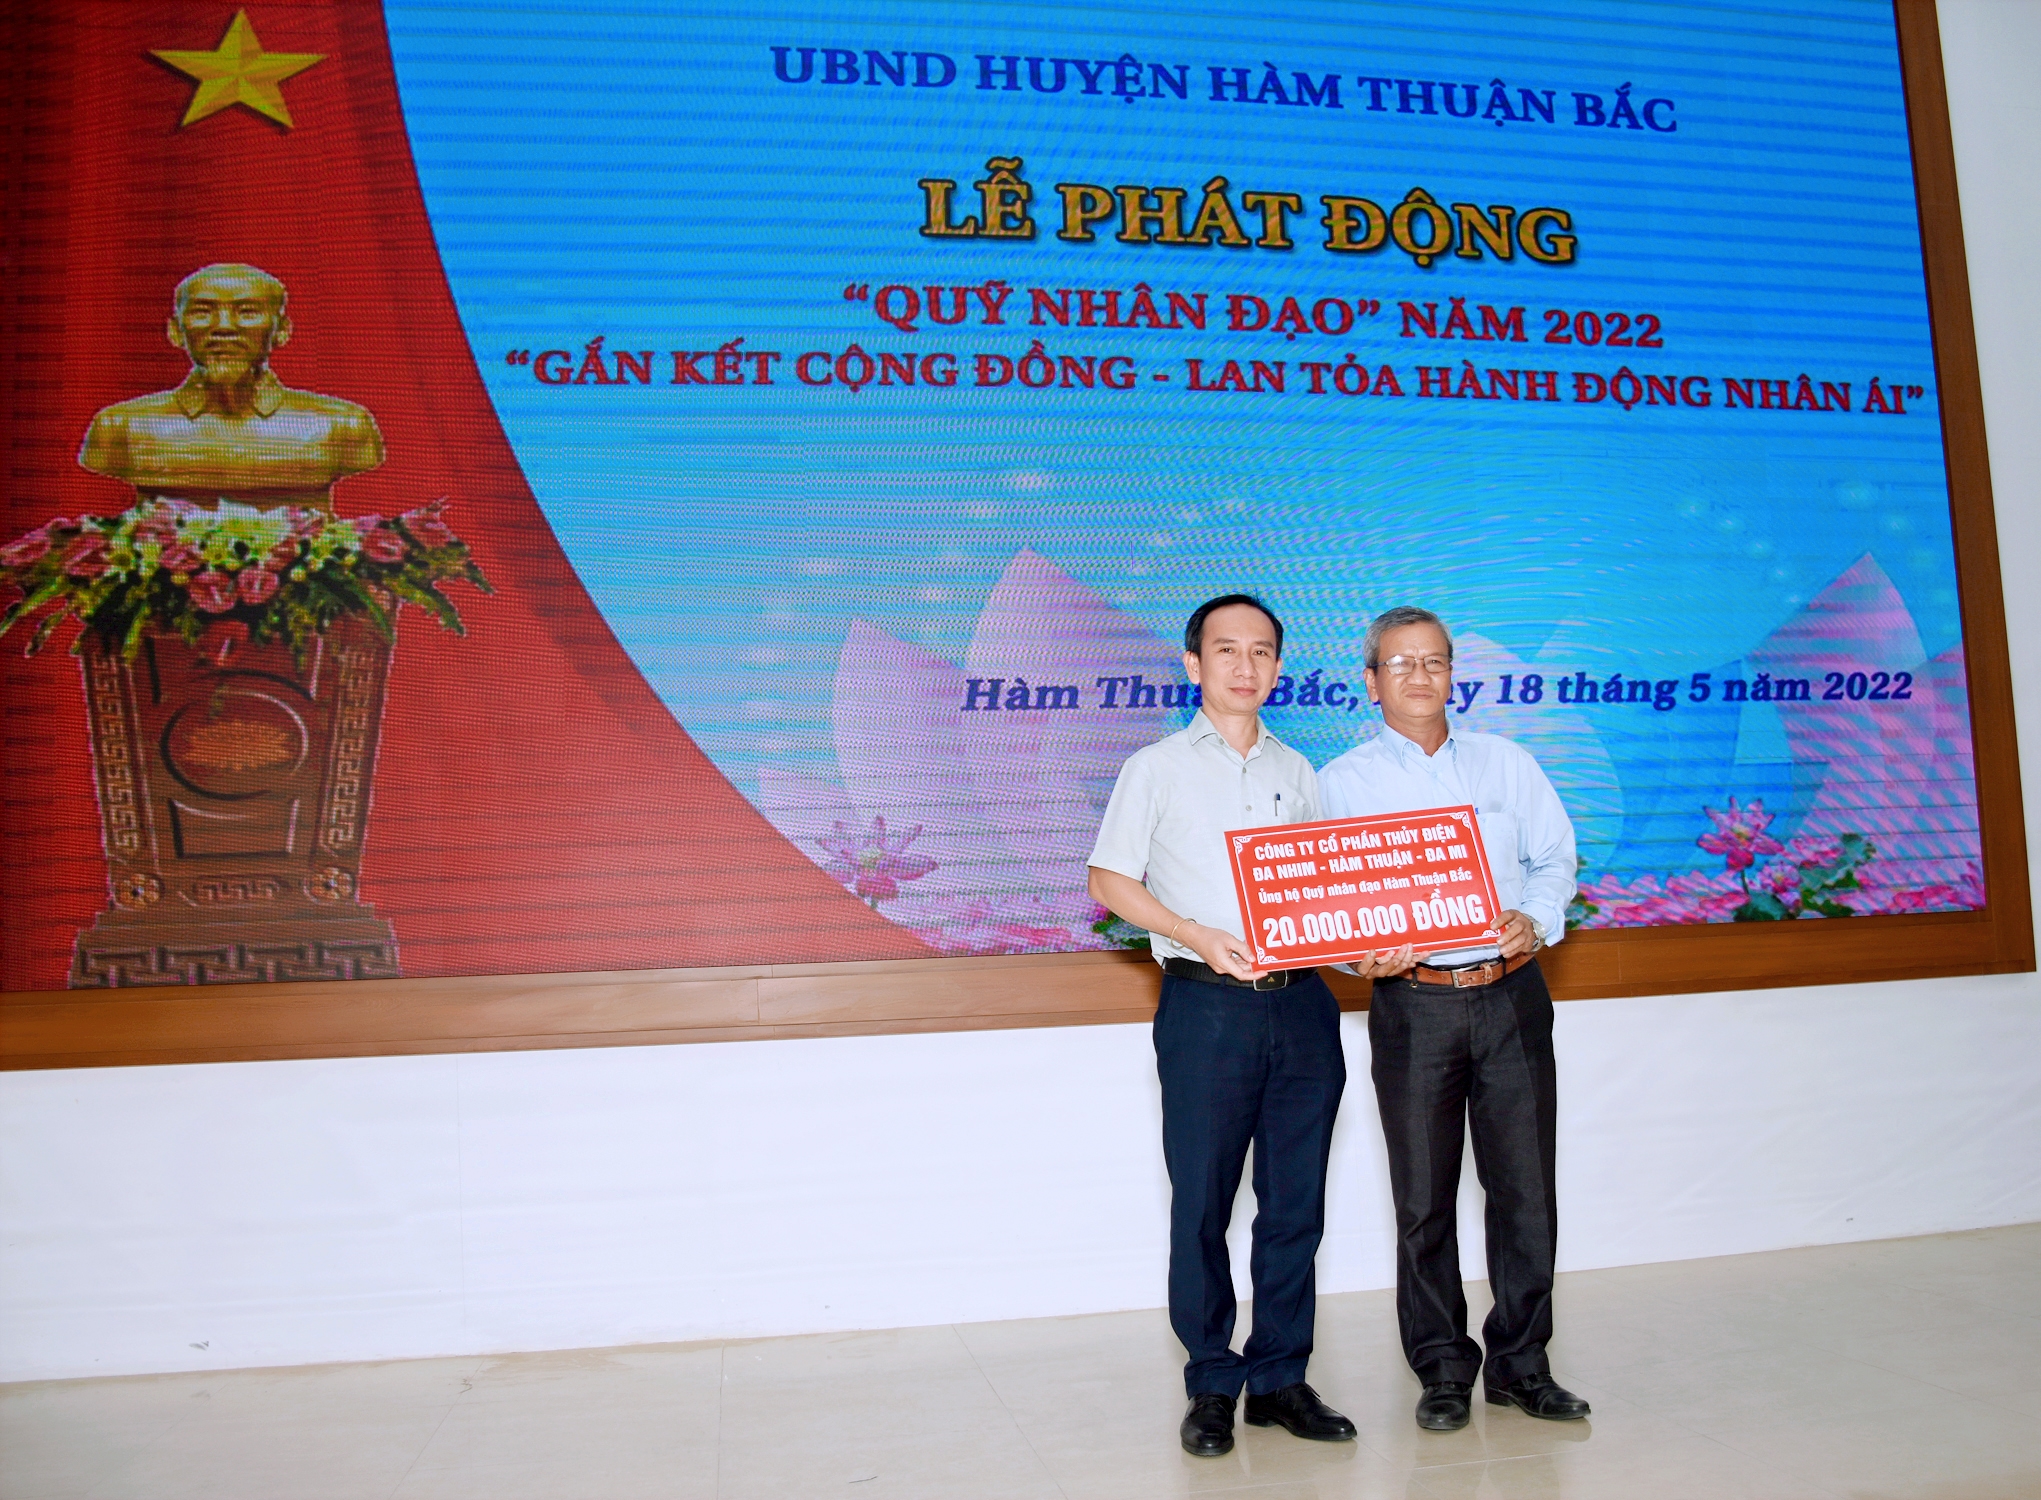 UBND HUYỆN HÀM THUẬN BẮC
LỄ PHÁT ĐỘNG
“QUỸ NHÂN ĐẠO” NĂM 2022
“GẮN KẾT CỘNG ĐỒNG - LAN TỎA HÀNH ĐỘNG NHÂN ÁI”
Hàm Bắc, 18 tháng 5 năm 2022
CÔNG TY CỔ PHẦN THỦY ĐIỆN
ĐA NHIM - HÀM THUẬN - ĐA MI
Ủng hộ Quỹ nhân đạo Hàm Thuận Bắc
20.000.000 ĐỒNG